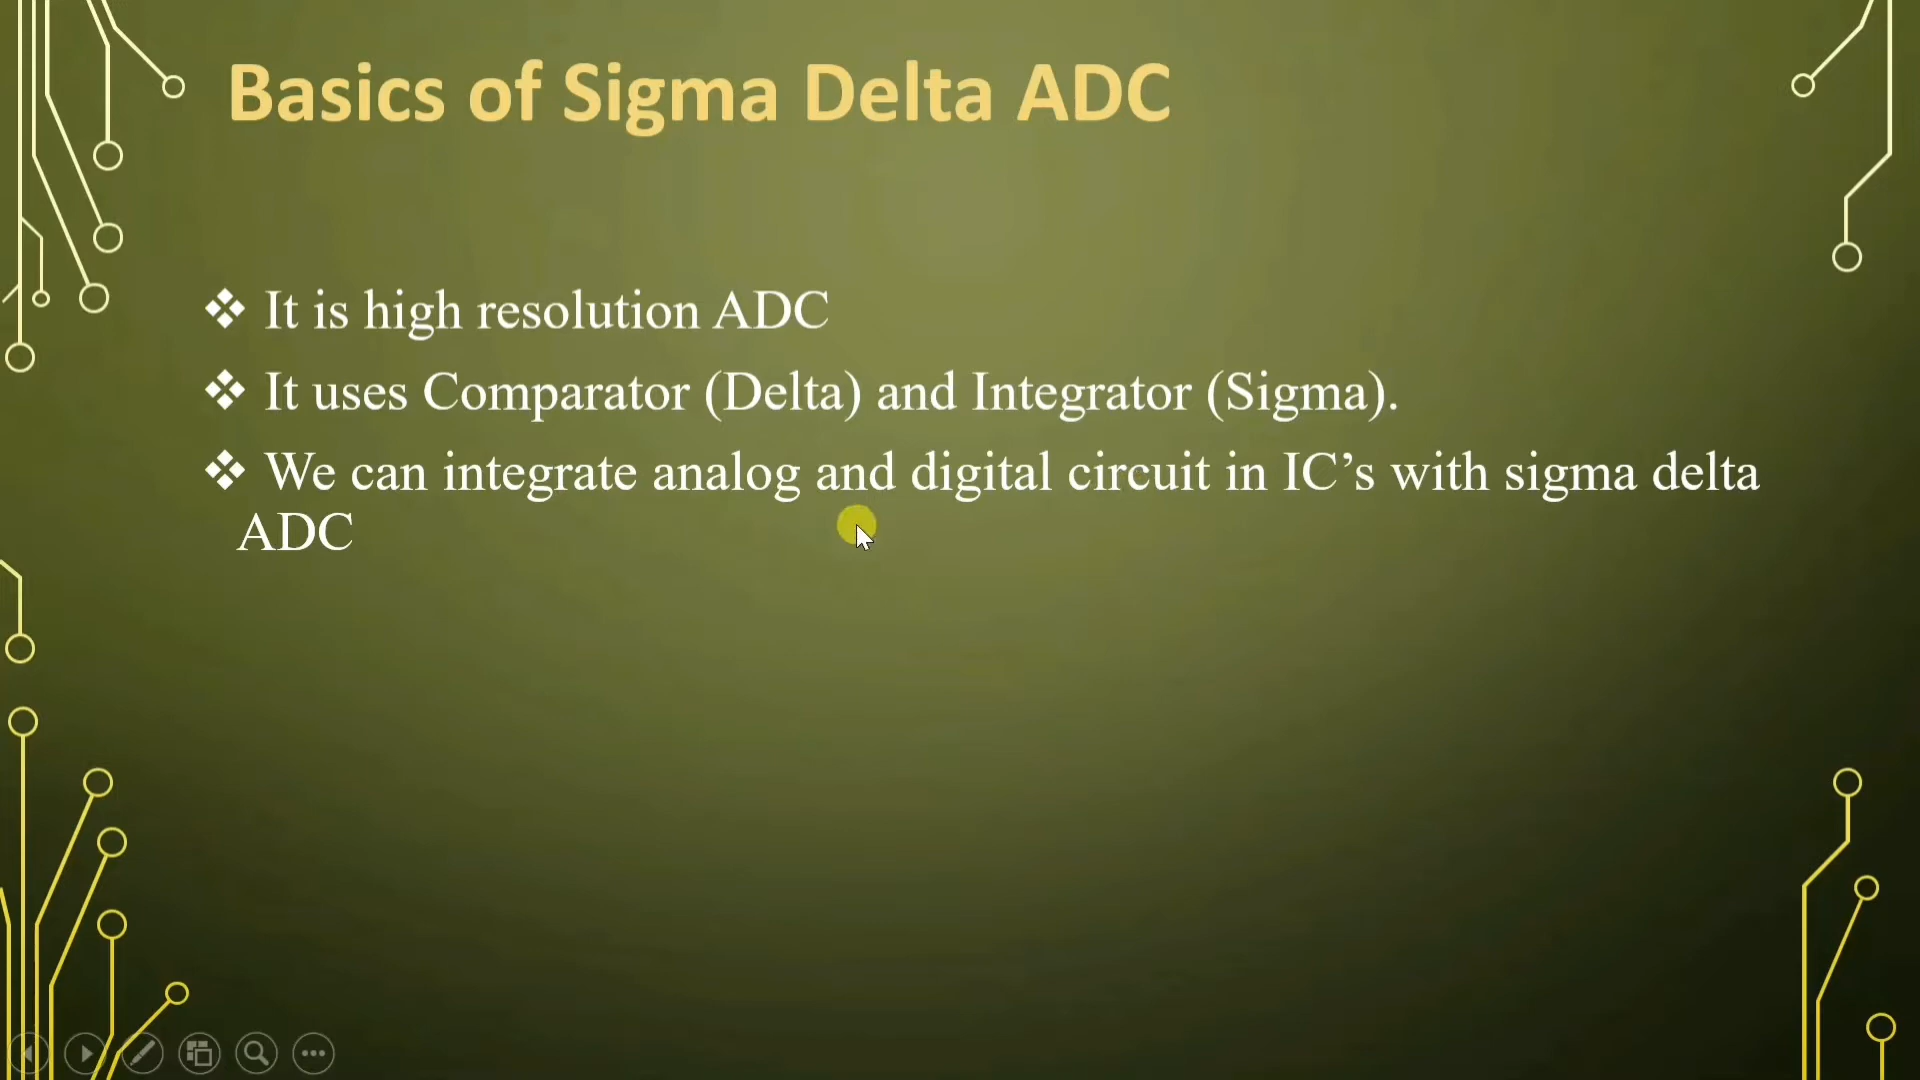 Basics of Sigma Delta ADC
❖ It is high resolution ADC
❖ It uses Comparator (Delta) and Integrator (Sigma).
❖ We can integrate analog and digital circuit in IC’s with sigma delta
ADC